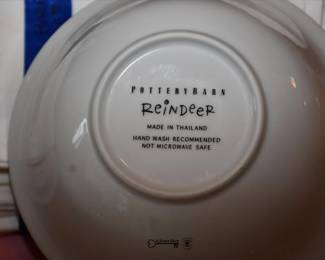 POTTERYBARN
REiNDEER
MADE IN THAILAND
HAND WASH RECOMMENDED
NOT MICROWAVE SAFE